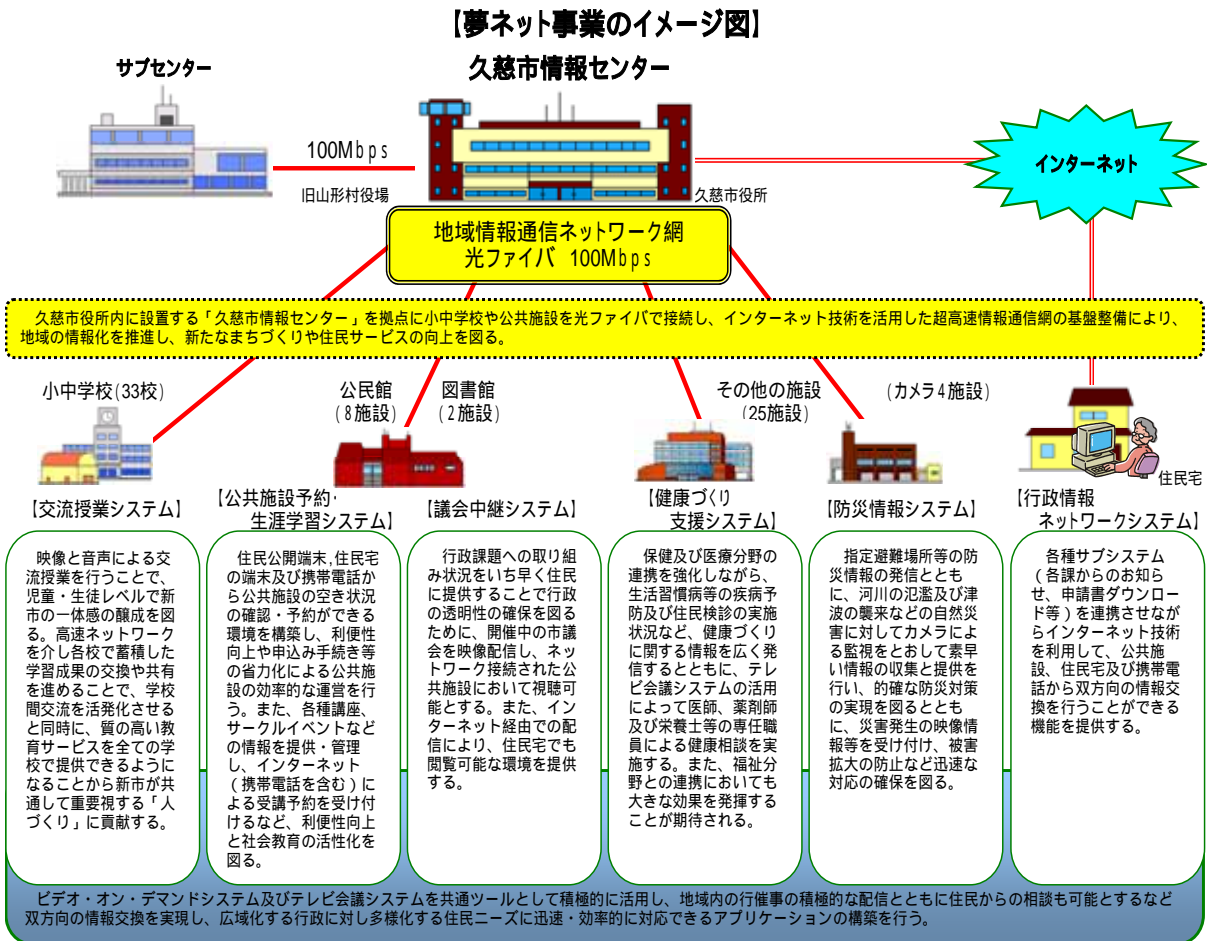 【夢ネット事業のイメージ図】
サブセンター
久慈市情報センター
100Mbps
インターネット
旧山形村役場
久慈市役所
地域情報通信ネットワーク網
光ファイバ 100Mbps
久慈市役所内に設置する「久慈市情報センター」を拠点に小中学校や公共施設を光ファイバで接続し、インターネット技術を活用した超高速情報通信網の基盤整備により、
地域の情報化を推進し、新たなまちづくりや住民サービスの向上を図る。
小中学校(33校)
公民館
(8施設)
図書館
(2施設)
その他の施設
(25施設)
(カメラ4施設)
住民宅
【交流授業システム】
映像と音声による交
流授業を行うことで、
児童・生徒レベルで新
市の一体感の醸成を図
る。高速ネットワーク
を介し各校で蓄積した
学習成果の交換や共有
を進めることで、学校
間交流を活発化させる
と同時に、質の高い教
育サービスを全ての学
校で提供できるように
なることから新市が共
通して重要視する「人
づくり」に貢献する。
【公共施設予約・
生涯学習システム】
住民公開端末,住民宅
の端末及び携帯電話か
ら公共施設の空き状況
の確認・予約ができる
環境を構築し、利便性
向上や申込み手続き等
の省力化による公共施
設の効率的な運営を行
う。また、各種講座、
サークルイベントなど
の情報を提供・管理
し、インターネット
(携帯電話を含む)に
よる受講予約を受け付
けるなど、利便性向上
と社会教育の活性化を
図る。
【議会中継システム】
行政課題への取り組
み状況をいち早く住民
に提供することで行政
の透明性の確保を図る
ために、開催中の市議
会を映像配信し、ネッ
トワーク接続された公
共施設において視聴可
能とする。また、イン
ターネット経由での配
信により、住民宅でも
閲覧可能な環境を提供
する。
【健康づくり
支援システム】
保健及び医療分野の
連携を強化しながら、
生活習慣病等の疾病予
防及び住民検診の実施
状況など、健康づくり
に関する情報を広く発
信するとともに、テレ
ビ会議システムの活用
によって医師、薬剤師
及び栄養士等の専任職
員による健康相談を実
施する。また、福祉分
野との連携においても
大きな効果を発揮する
ことが期待される。
【防災情報システム】
指定避難場所等の防
災情報の発信ととも
に、河川の氾濫及び津
波の襲来などの自然災
害に対してカメラによ
る監視をとおして素早
い情報の収集と提供を
行い、的確な防災対策
の実現を図るととも
に、災害発生の映像情
報等を受け付け、被害
拡大の防止など迅速な
対応の確保を図る。
【行政情報
ネットワークシステム】
各種サブシステム
(各課からのお知ら
せ、申請書ダウンロー
ド等)を連携させなが
らインターネット技術
を利用して、公共施
設、住民宅及び携帯電
話から双方向の情報交
換を行うことができる
機能を提供する。
ビデオ・オン・デマンドシステム及びテレビ会議システムを共通ツールとして積極的に活用し、地域内の行催事の積極的な配信とともに住民からの相談も可能とするなど
双方向の情報交換を実現し、広域化する行政に対し多様化する住民ニーズに迅速・効率的に対応できるアプリケーションの構築を行う。